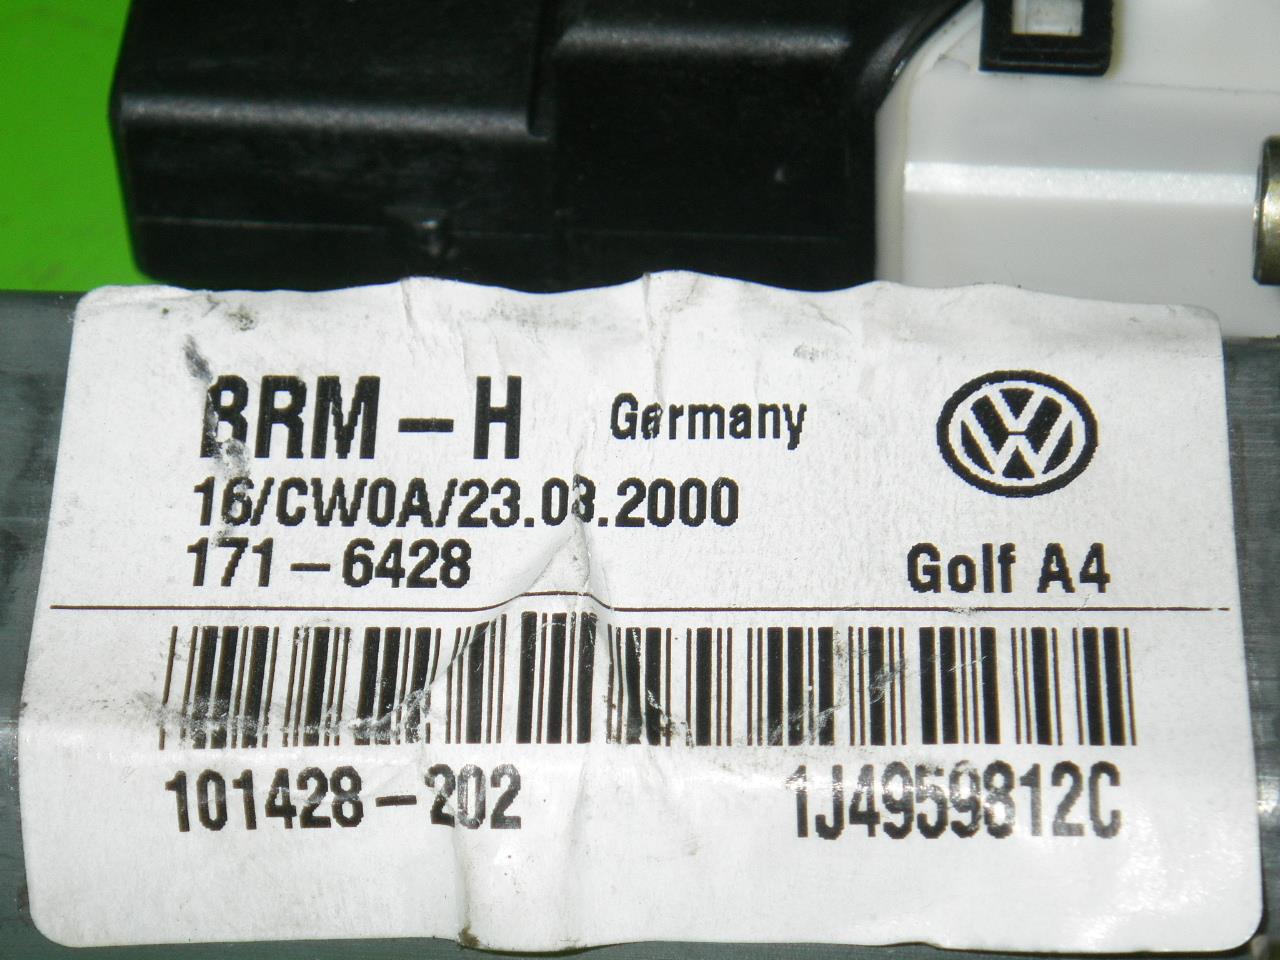 BRM-H Germany
16/CW0A/23.03.2000
171-6428 Golf A4
101428-202 1J4959812C